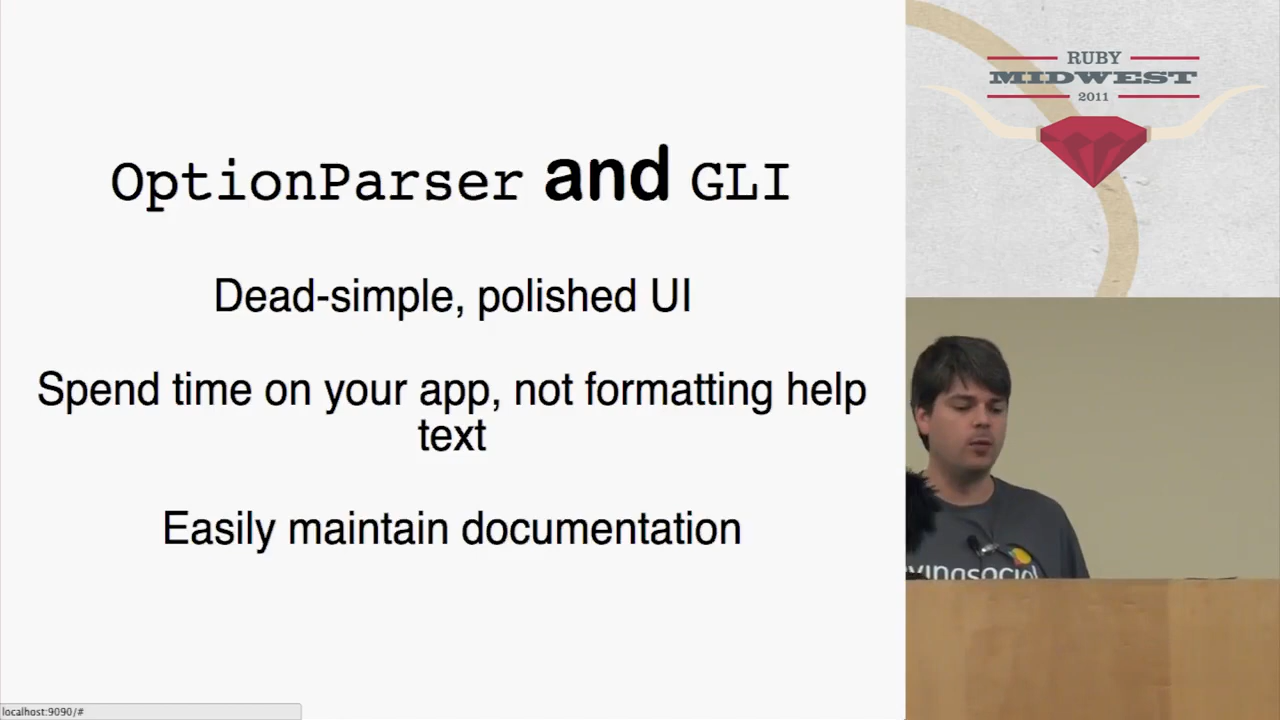 OptionParser and GLI
Dead-simple, polished UI
Spend time on your app, not formatting help
text
Easily maintain documentation
localhost:9090/#
RUBY
MIDWEST
2011
vingsocial